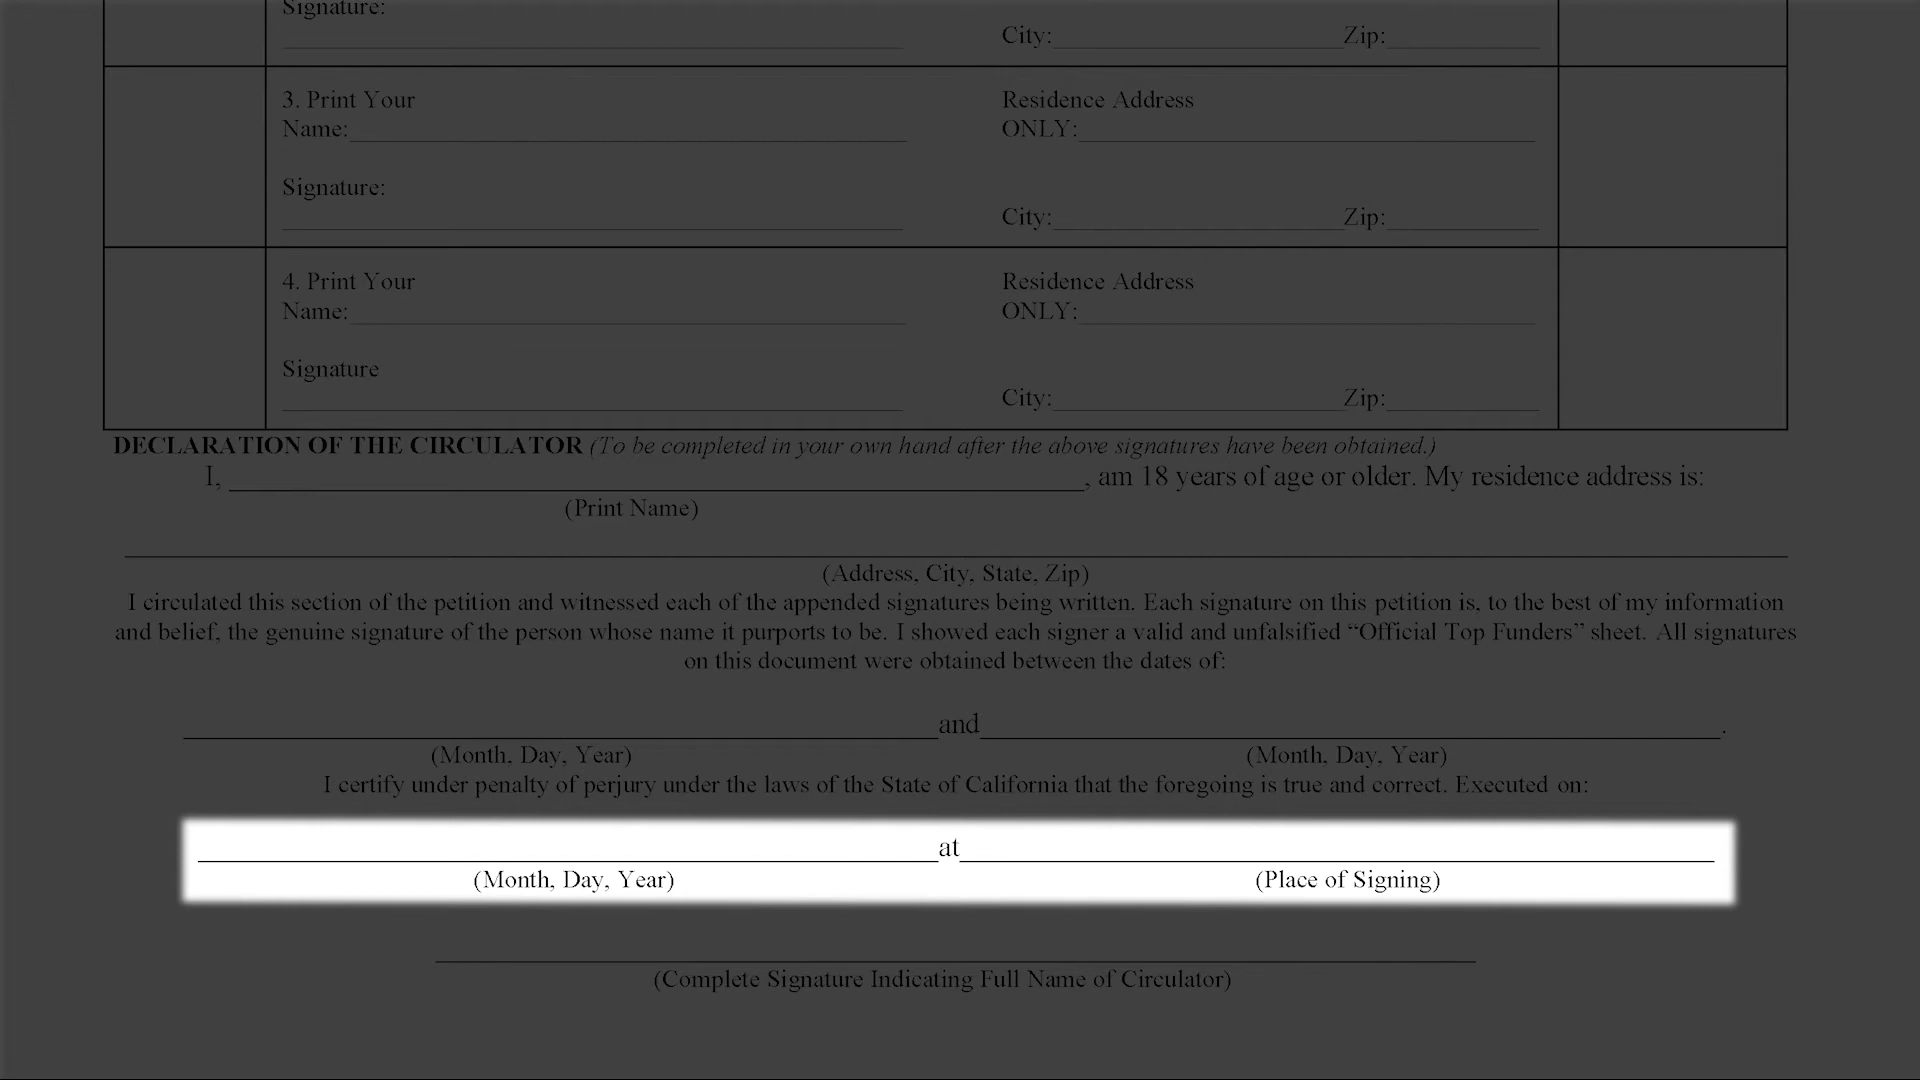 Signature:
City: Zip:
3. Print Your
Name:
Residence Address
ONLY:
Signature:
City: Zip:
4. Print Your
Name:
Residence Address
ONLY:
Signature
City: Zip:
DECLARATION OF THE CIRCULATOR (To be completed in your own hand after the above signatures have been obtained.)
I, , am 18 years of age or older. My residence address is:
(Print Name)
(Address, City, State, Zip)
I circulated this section of the petition and witnessed each of the appended signatures being written. Each signature on this petition is, to the best of my information
and belief, the genuine signature of the person whose name it purports to be. I showed each signer a valid and unfalsified “Official Top Funders” sheet. All signatures
on this document were obtained between the dates of:
and .
(Month, Day, Year) (Month, Day, Year)
I certify under penalty of perjury under the laws of the State of California that the foregoing is true and correct. Executed on:
at
(Month, Day, Year) (Place of Signing)
(Complete Signature Indicating Full Name of Circulator)